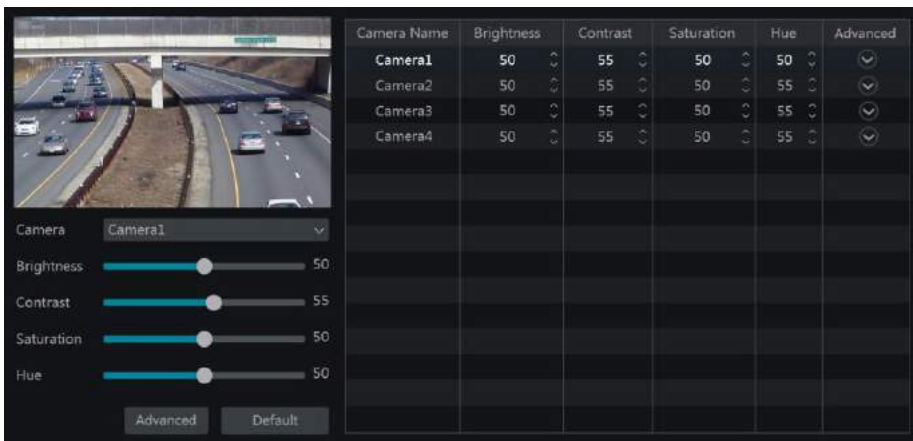 Camera Name Brightness Contrast Saturation Hue Advanced
Camera1 50 55 50 50
Camera2 50 55 50 55
Camera3 50 55 50 55
Camera4 50 55 50 55
Camera Camera1
Brightness 50
Contrast 55
Saturation 50
Hue 50
Advanced Default